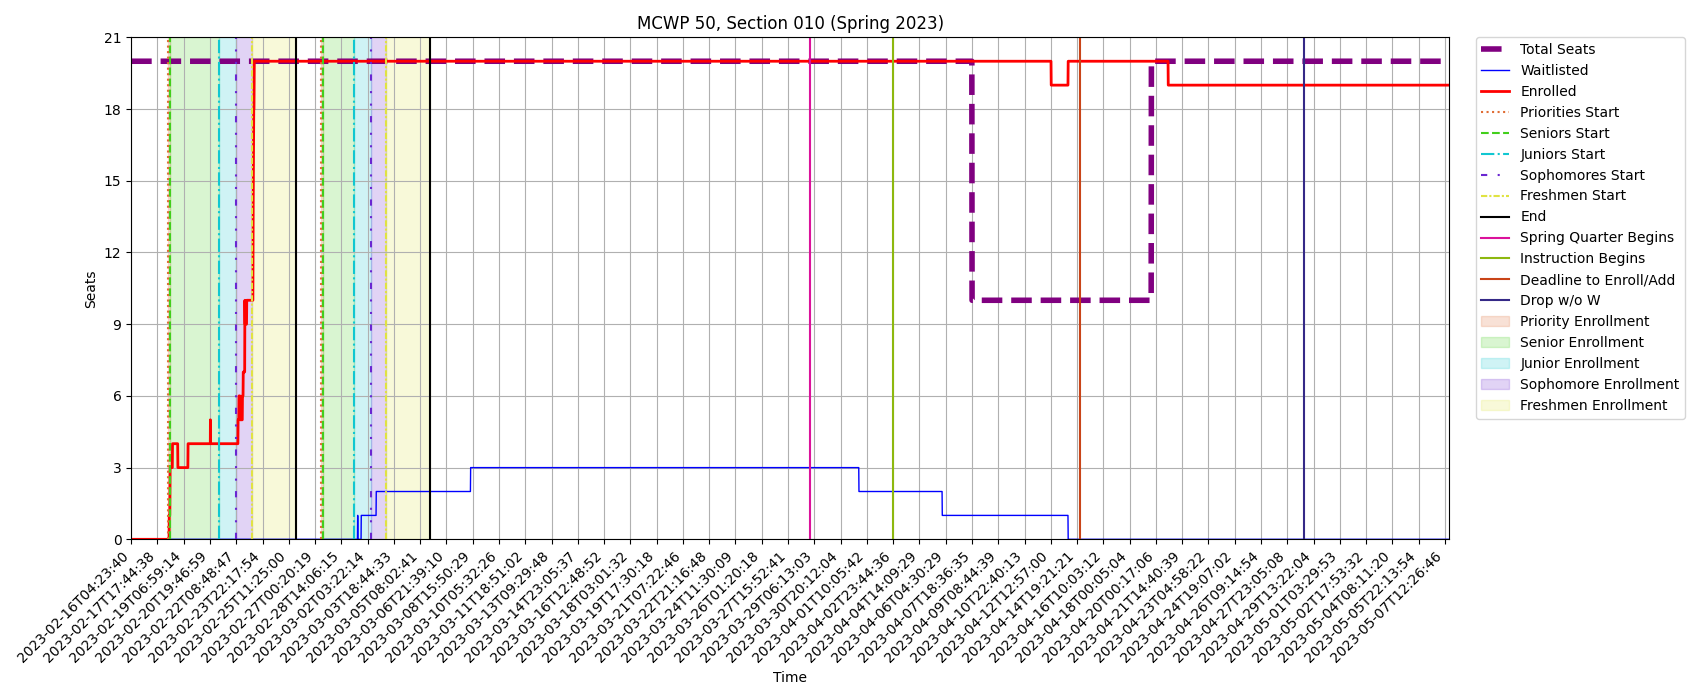 MCWP 50, Section 010 (Spring 2023)
21
18
15
12
9
6
3
0
Seats
2023-02-16T04:23:40
2023-02-17T17:44:38
2023-02-19T06:59:14
2023-02-20T19:46:59
2023-02-22T08:48:47
2023-02-23T22:17:54
2023-02-25T11:25:00
2023-02-27T00:20:19
2023-02-28T14:06:15
2023-03-02T03:22:14
2023-03-03T18:44:33
2023-03-05T08:02:41
2023-03-06T21:39:10
2023-03-08T15:50:29
2023-03-10T05:32:26
2023-03-11T18:51:02
2023-03-13T09:29:48
2023-03-14T23:05:37
2023-03-16T12:48:52
2023-03-18T03:01:32
2023-03-19T17:30:18
2023-03-21T07:22:46
2023-03-22T21:16:48
2023-03-24T11:30:09
2023-03-26T01:20:18
2023-03-27T15:52:41
2023-03-29T06:13:03
2023-03-30T20:12:04
2023-04-01T10:05:42
2023-04-02T23:44:36
2023-04-04T14:09:29
2023-04-06T04:30:29
2023-04-07T18:36:35
2023-04-09T08:44:39
2023-04-10T22:40:13
2023-04-12T12:57:00
2023-04-14T19:21:21
2023-04-16T10:03:12
2023-04-18T00:05:04
2023-04-20T00:17:06
2023-04-21T14:40:39
2023-04-23T04:58:22
2023-04-24T19:07:02
2023-04-26T09:14:54
2023-04-27T23:05:08
2023-04-29T13:22:04
2023-05-01T03:29:53
2023-05-02T17:53:32
2023-05-04T08:11:20
2023-05-05T22:13:54
2023-05-07T12:26:46
Time
Total Seats
Waitlisted
Enrolled
Priorities Start
Seniors Start
Juniors Start
Sophomores Start
Freshmen Start
End
Spring Quarter Begins
Instruction Begins
Deadline to Enroll/Add
Drop w/o W
Priority Enrollment
Senior Enrollment
Junior Enrollment
Sophomore Enrollment
Freshmen Enrollment